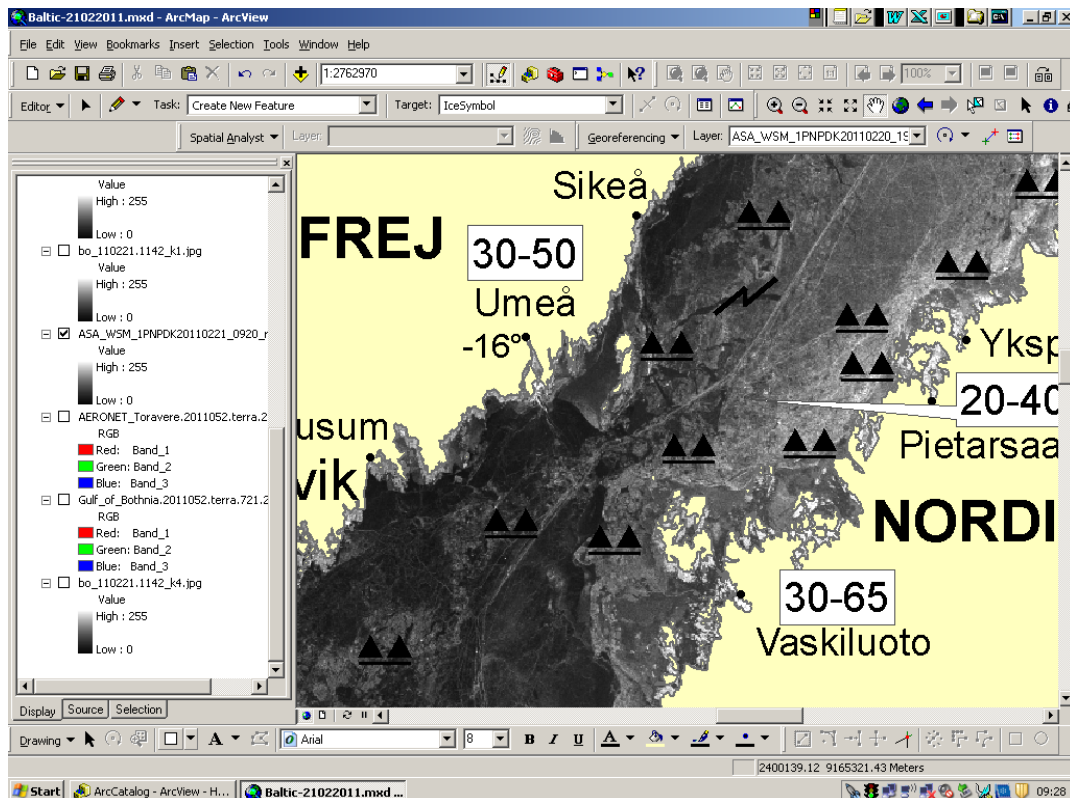 Baltic-21022011.mxd - ArcMap - ArcView
File Edit View Bookmarks Insert Selection Tools Window Help
1:2762970
100%
Editor Task: Create New Feature Target: IceSymbol
Spatial Analyst Layer: Georeferencing Layer: ASA_WSM_1PNPDK20110220_19
Value
High : 255
Low : 0
bo_110221.1142_k1.jpg
Value
High : 255
Low : 0
ASA_WSM_1PNPDK20110221_0920_r
Value
High : 255
Low : 0
AERONET_Toravere.2011052.terra.2
RGB
Red: Band_1
Green: Band_2
Blue: Band_3
Gulf_of_Bothnia.2011052.terra.721.2
RGB
Red: Band_1
Green: Band_2
Blue: Band_3
bo_110221.1142_k4.jpg
Value
High : 255
Low : 0
Display Source Selection
Sikeå
FREJ
30-50
Umeå
-16°
Yksp
20-40
usum
Pietarsaa
vik
NORDI
30-65
Vaskiluoto
Drawing A Arial 8 B I U A
2400139.12 9165321.43 Meters
Start ArcCatalog - ArcView - H... Baltic-21022011.mxd ... 09:28